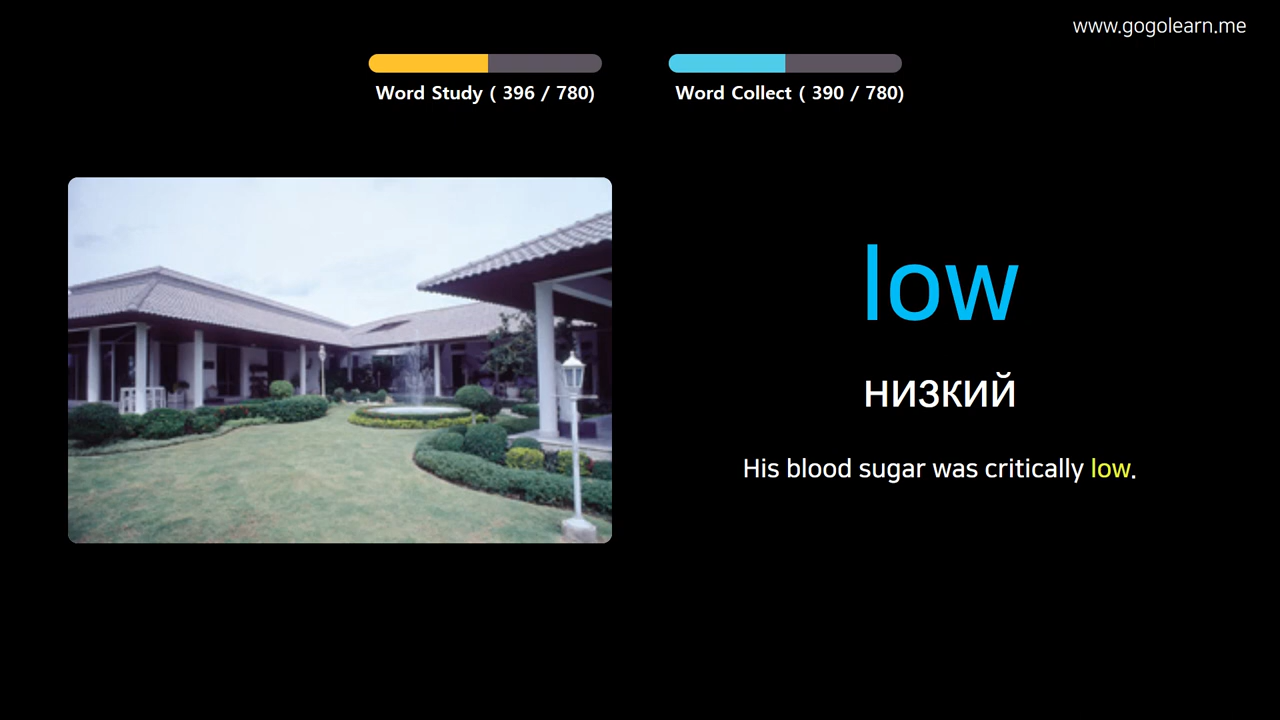 www.gogolearn.me
Word Study ( 396 / 780)
Word Collect ( 390 / 780)
low
низкий
His blood sugar was critically low.